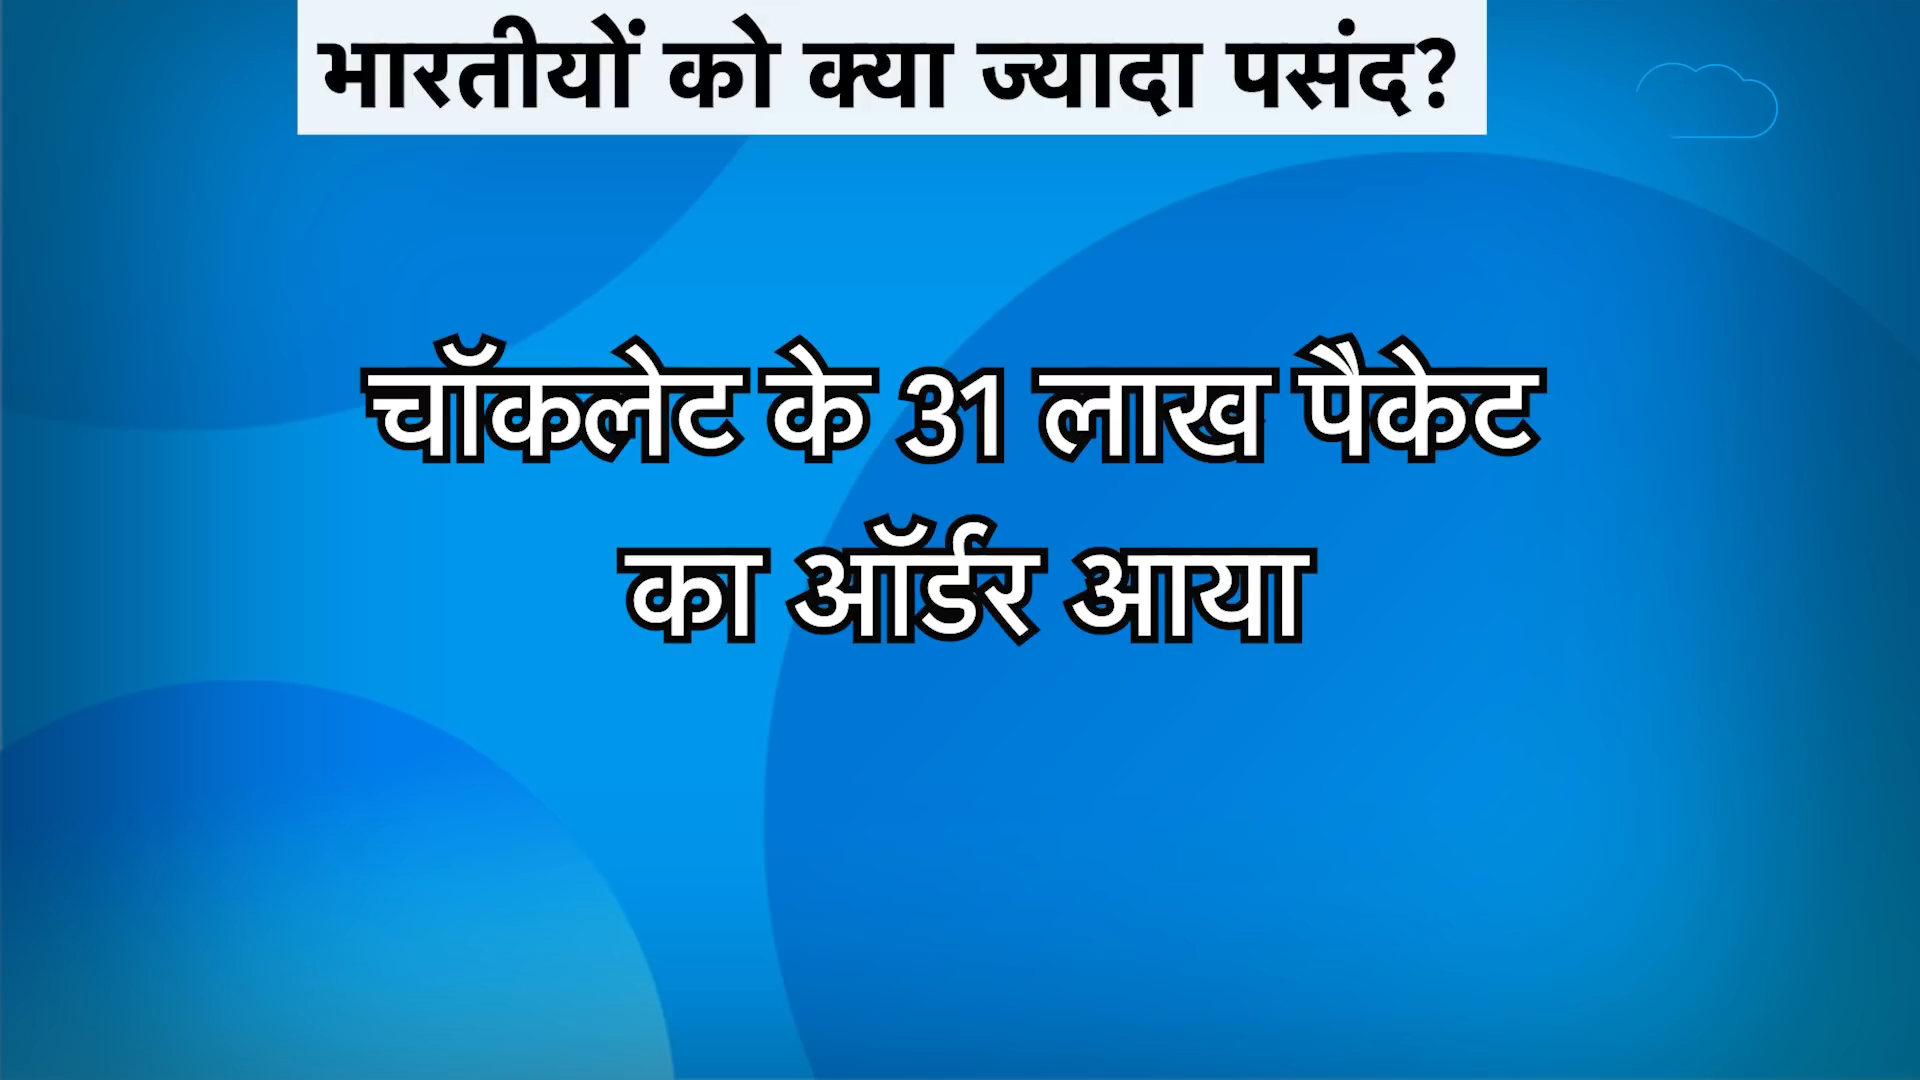 भारतीयों को क्या ज्यादा पसंद?
चॉकलेट के 31 लाख पैकेट
का ऑर्डर आया